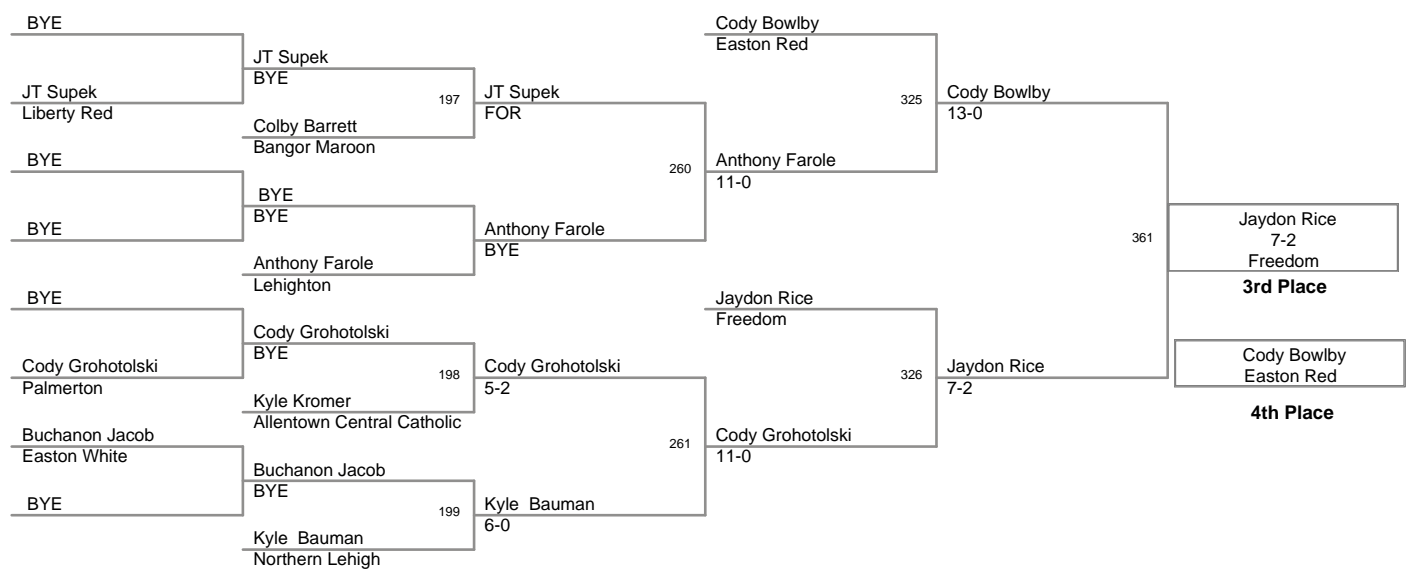 BYE
JT Supek
Liberty Red
BYE
BYE
BYE
Cody Grohotolski
Palmerton
Buchanon Jacob
Easton White
BYE
JT Supek
BYE
197
Colby Barrett
Bangor Maroon
BYE
BYE
Anthony Farole
Lehighton
Cody Grohotolski
BYE
198
Kyle Kromer
Allentown Central Catholic
Buchanon Jacob
BYE
199
Kyle Bauman
Northern Lehigh
JT Supek
FOR
260
Anthony Farole
BYE
Cody Grohotolski
5-2
261
Kyle Bauman
6-0
Cody Bowlby
Easton Red
325
Anthony Farole
11-0
Jaydon Rice
Freedom
326
Cody Grohotolski
11-0
Cody Bowlby
13-0
361
Jaydon Rice
7-2
Jaydon Rice
7-2
Freedom
3rd Place
Cody Bowlby
Easton Red
4th Place